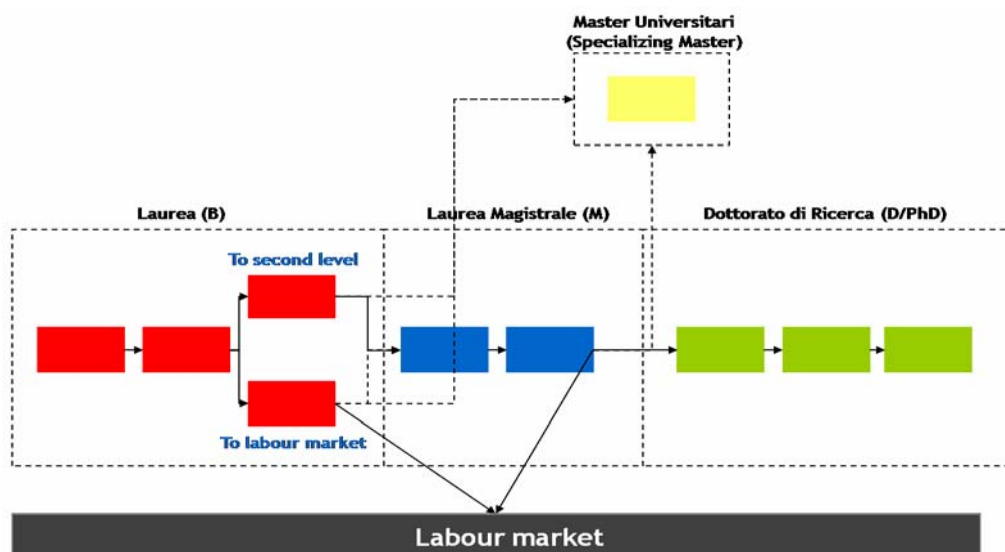 Master Universitari
(Specializing Master)
Laurea (B)
Laurea Magistrale (M)
Dottorato di Ricerca (D/PhD)
To second level
To labour market
Labour market